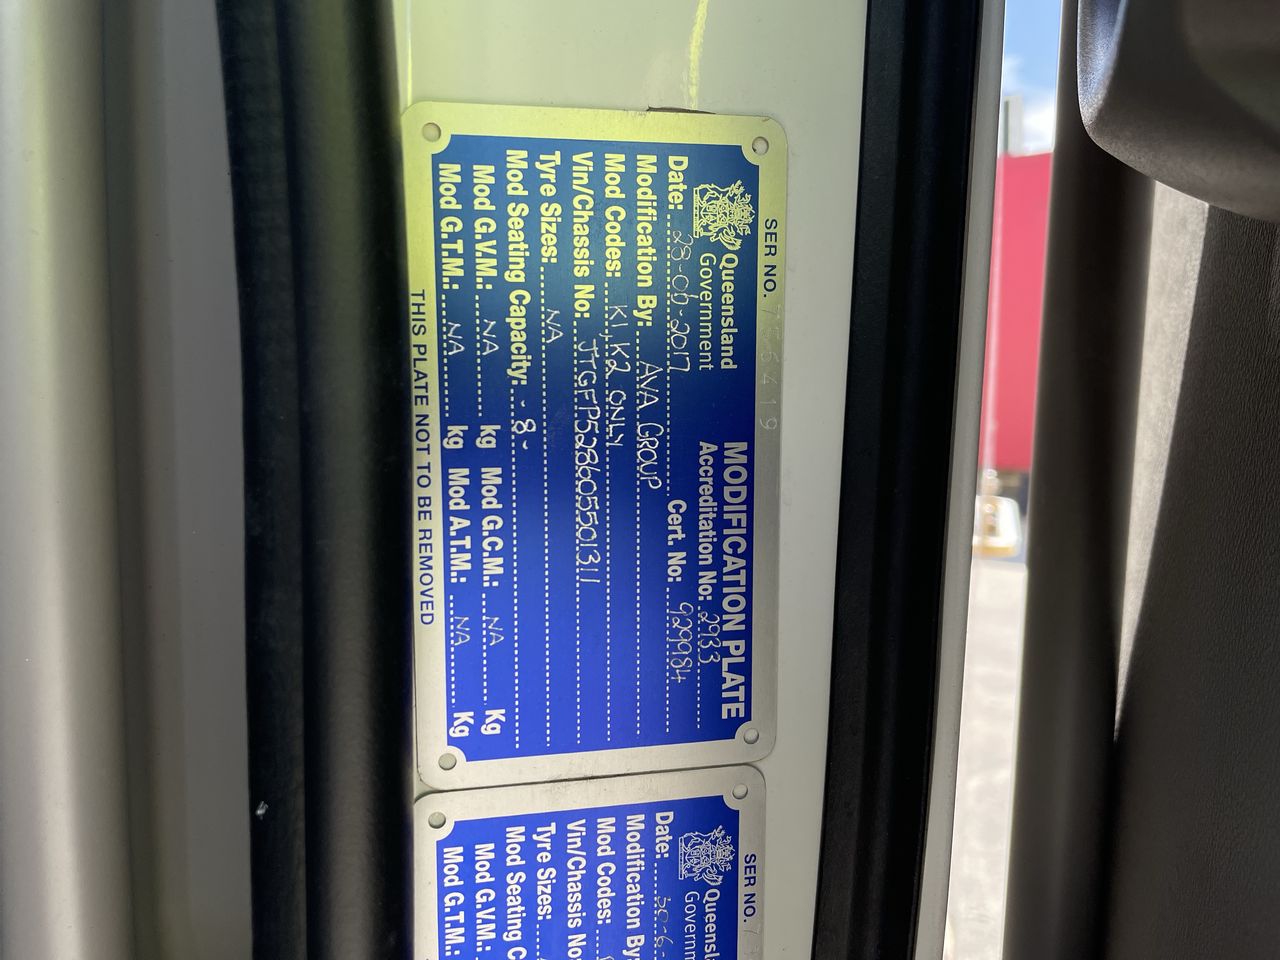 SER NO. 755419
Queensland
Government
MODIFICATION PLATE
Accreditation No: 2933
Date: 28-06-2017 Cert. No: 929984
Modification By: AVA GROUP
Mod Codes: K1, K2 ONLY
Vin/Chassis No: JTGFP528605501311
Tyre Sizes: NA
Mod Seating Capacity: -8-
Mod G.V.M.: NA kg Mod G.C.M.: NA Kg
Mod G.T.M.: NA kg Mod A.T.M.: NA Kg
THIS PLATE NOT TO BE REMOVED
SER NO.
Date: 30-6-
Modification By:
Mod Codes:
Vin/Chassis No:
Tyre Sizes:
Mod Seating
Mod G.V.M.:
Mod G.T.M.: